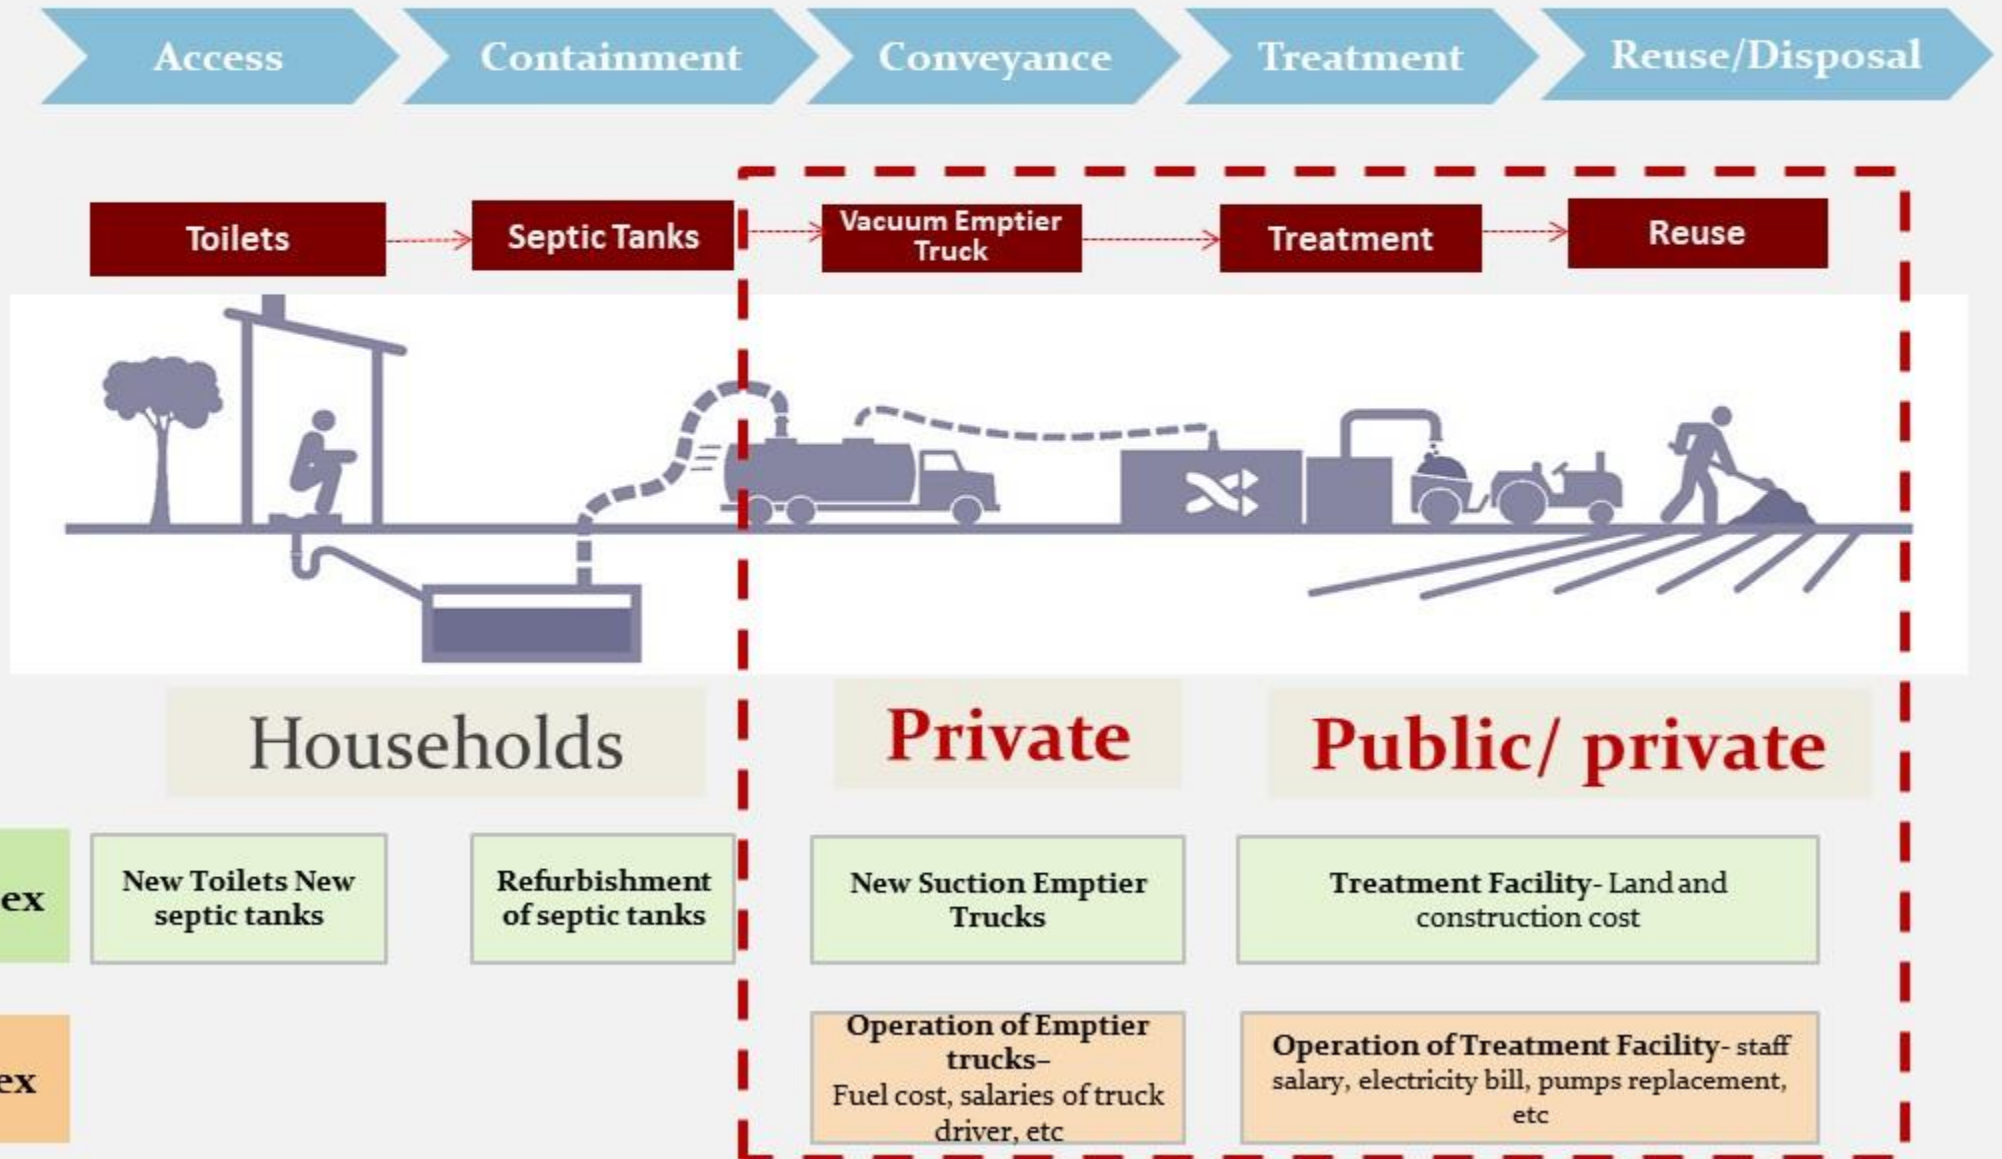 Access
Containment
Conveyance
Treatment
Reuse/Disposal
Toilets
Septic Tanks
Vacuum Emptier
Truck
Treatment
Reuse
Households
Private
Public/ private
ex
New Toilets New
septic tanks
Refurbishment
of septic tanks
New Suction Emptier
Trucks
Treatment Facility- Land and
construction cost
ex
Operation of Emptier
trucks–
Fuel cost, salaries of truck
driver, etc
Operation of Treatment Facility- staff
salary, electricity bill, pumps replacement,
etc